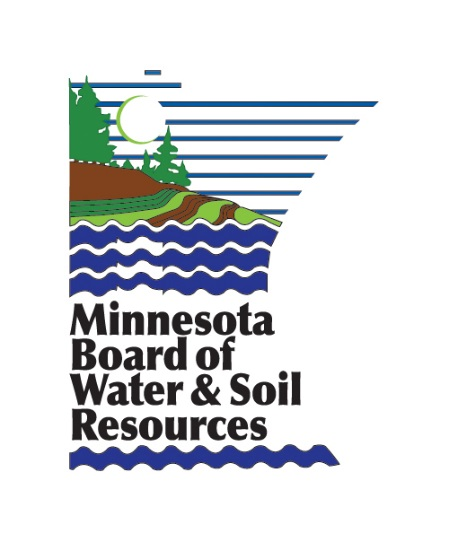 Minnesota
Board of
Water & Soil
Resources